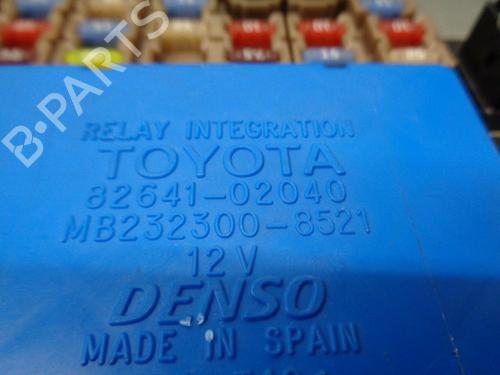 B-PARTS
RELAY INTEGRATION
TOYOTA
82641-02040
MB232300-8521
12V
DENSO
MADE IN SPAIN